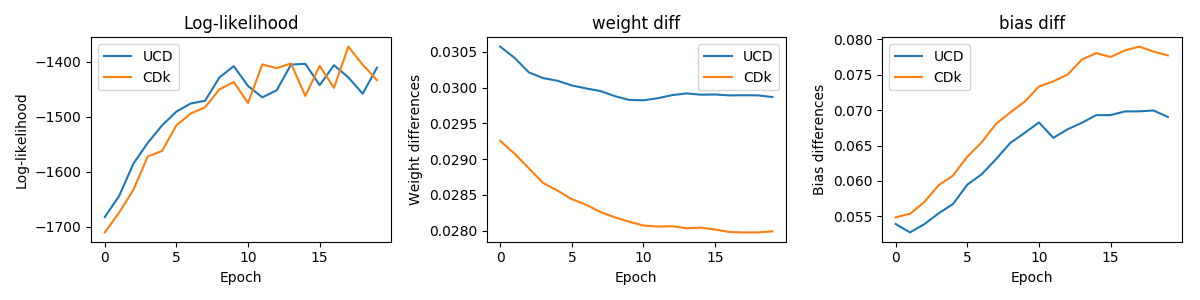 Log-likelihood
Log-likelihood
−1400
−1500
−1600
−1700
0
5
10
15
Epoch
UCD
CDk
weight diff
Weight differences
0.0305
0.0300
0.0295
0.0290
0.0285
0.0280
0
5
10
15
Epoch
UCD
CDk
bias diff
Bias differences
0.080
0.075
0.070
0.065
0.060
0.055
0
5
10
15
Epoch
UCD
CDk